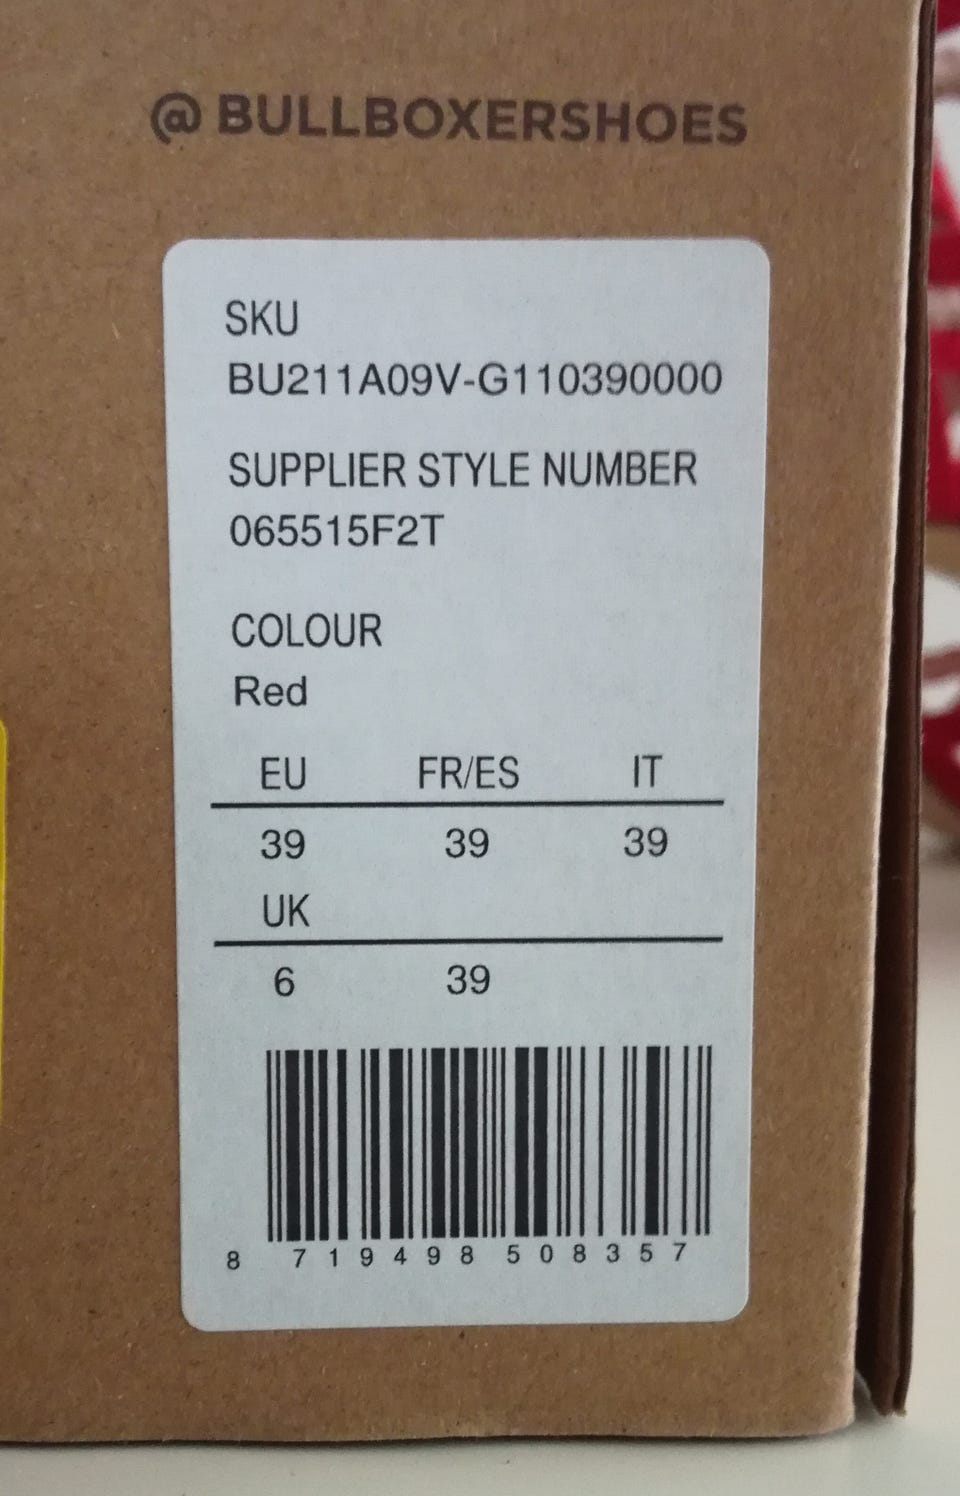 @BULLBOXERSHOES
SKU
BU211A09V-G110390000
SUPPLIER STYLE NUMBER
065515F2T
COLOUR
Red
EU FR/ES IT
39 39 39
UK
6 39
8 719498 508357